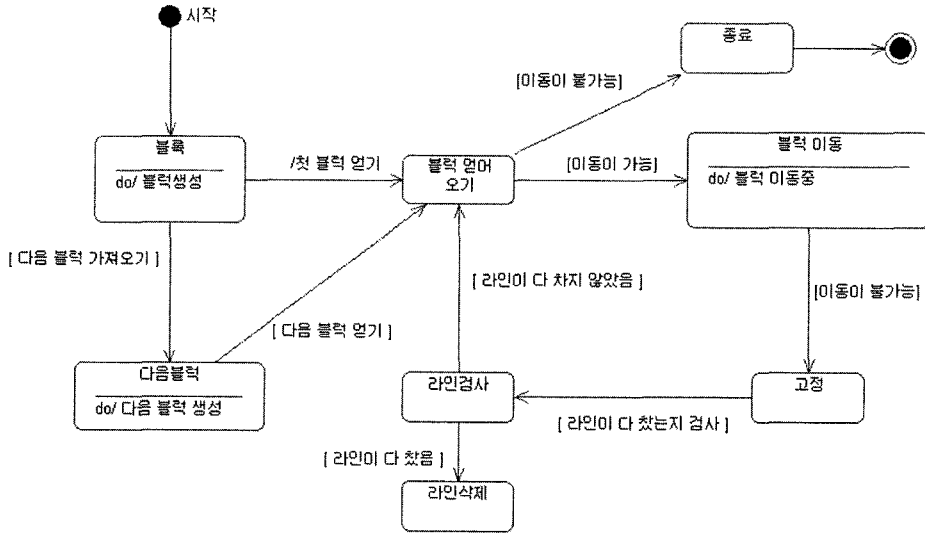 시작
종료
[이동이 불가능]
블록
do/ 블럭생성
/첫 블럭 얻기
블럭 얻어
오기
[이동이 가능]
블럭 이동
do/ 블럭 이동중
[ 다음 블럭 가져오기 ]
[ 라인이 다 차지 않았음 ]
[이동이 불가능]
[ 다음 블럭 얻기 ]
다음블럭
do/ 다음 블럭 생성
라인검사
고정
[ 라인이 다 찼는지 검사 ]
[ 라인이 다 찼음 ]
라인삭제